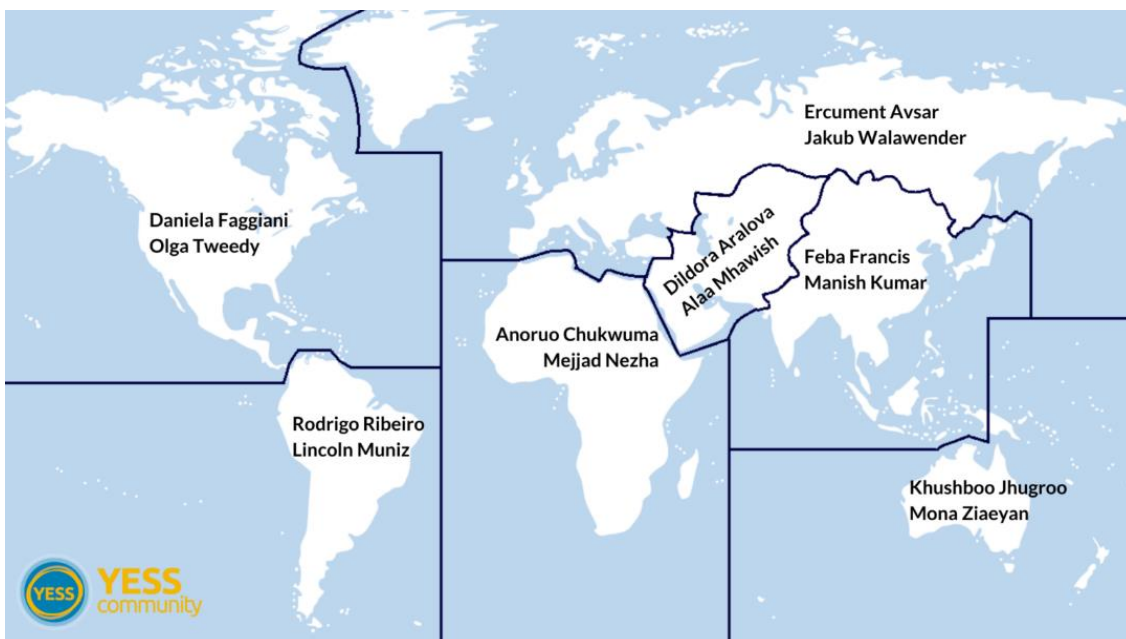 Ercument Avsar
Jakub Walawender
Daniela Faggiani
Olga Tweedy
Dildora Aralova
Alaa Mhawish
Feba Francis
Manish Kumar
Anoruo Chukwuma
Mejjad Nezha
Rodrigo Ribeiro
Lincoln Muniz
Khushboo Jhugroo
Mona Ziaeyan
YESS
YESS
community